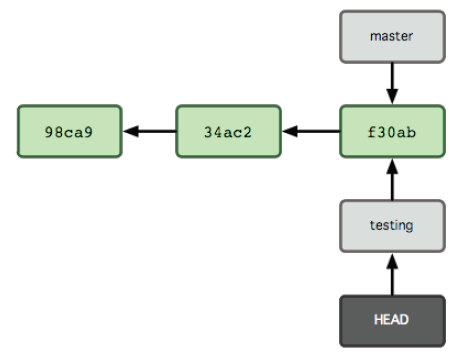 master
98ca9
34ac2
f30ab
testing
HEAD